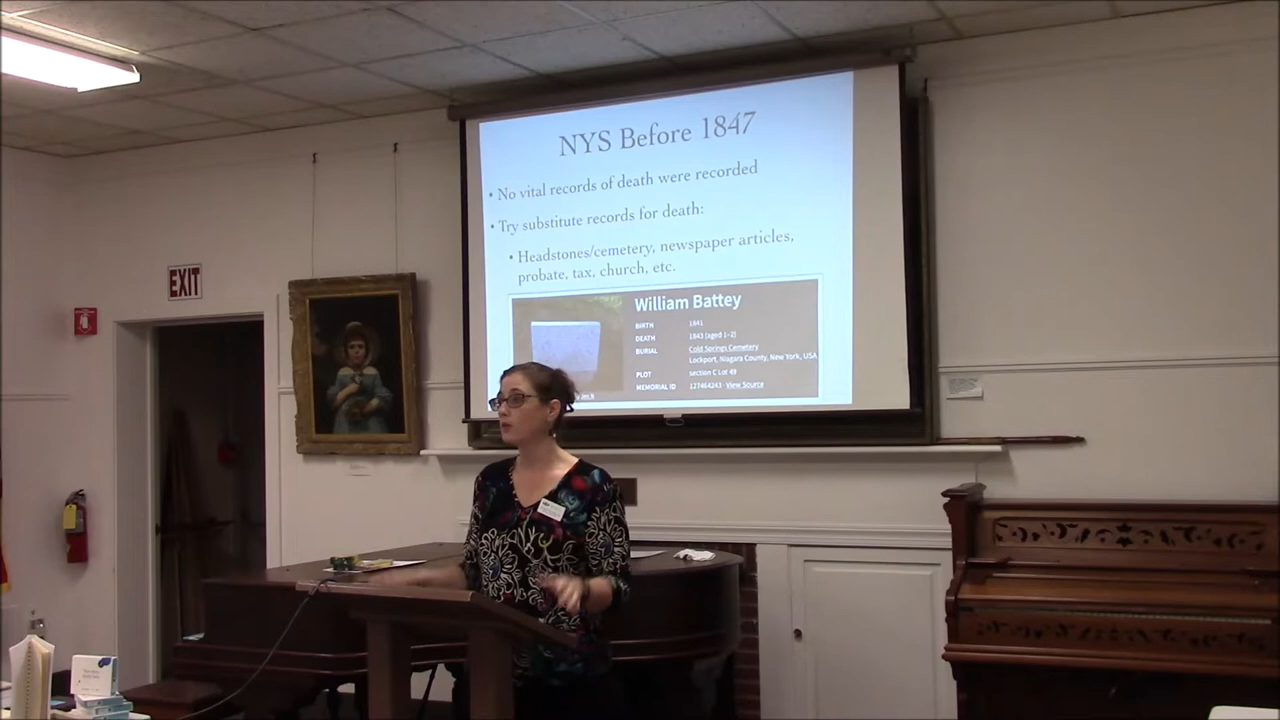 NYS Before 1847
• No vital records of death were recorded
• Try substitute records for death:
• Headstones/cemetery, newspaper articles,
probate, tax, church, etc.
William Battey
BIRTH 1841
DEATH 1843 (aged 1–2)
BURIAL Cold Springs Cemetery
Lockport, Niagara County, New York, USA
PLOT section C Lot 49
MEMORIAL ID 127464243 · View Source
EXIT